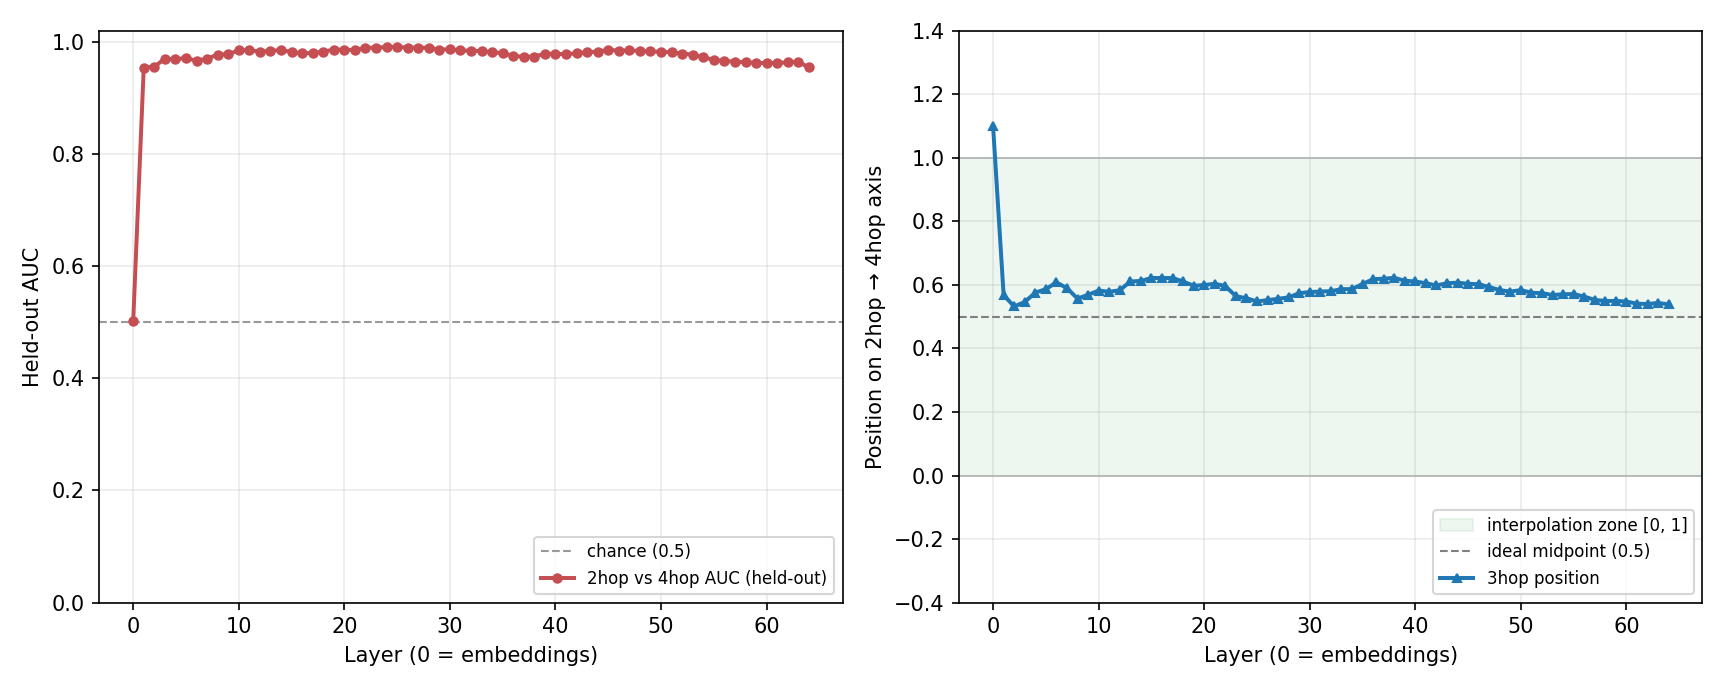 Held-out AUC
1.0
0.8
0.6
0.4
0.2
0.0
0 10 20 30 40 50 60
Layer (0 = embeddings)
chance (0.5)
2hop vs 4hop AUC (held-out)
Position on 2hop → 4hop axis
1.4
1.2
1.0
0.8
0.6
0.4
0.2
0.0
−0.2
−0.4
0 10 20 30 40 50 60
Layer (0 = embeddings)
interpolation zone [0, 1]
ideal midpoint (0.5)
3hop position